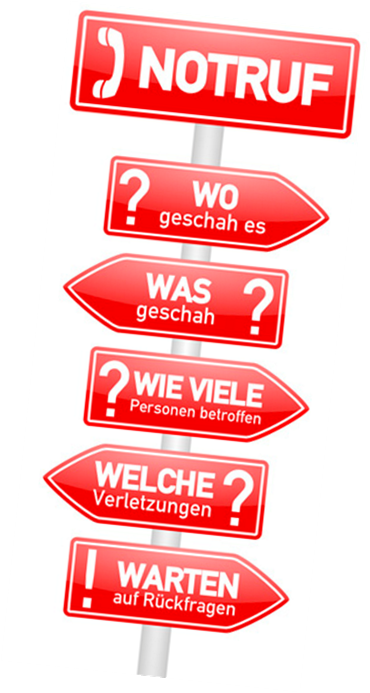 NOTRUF
? WO
geschah es
WAS ?
geschah
? WIE VIELE
Personen betroffen
WELCHE ?
Verletzungen
! WARTEN
auf Rückfragen